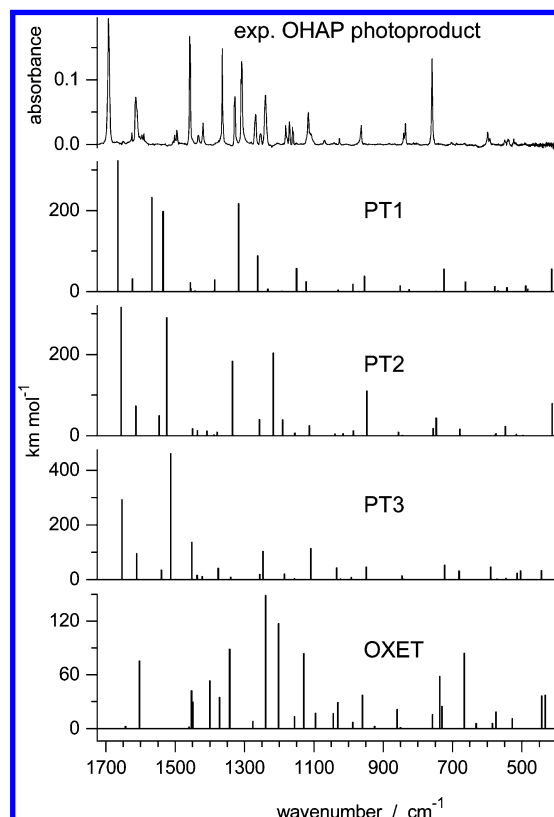 exp. OHAP photoproduct
absorbance
0.1
0.0
PT1
200
0
PT2
200
0
km mol-1
PT3
400
200
0
OXET
120
60
0
1700 1500 1300 1100 900 700 500
wavenumber / cm-1